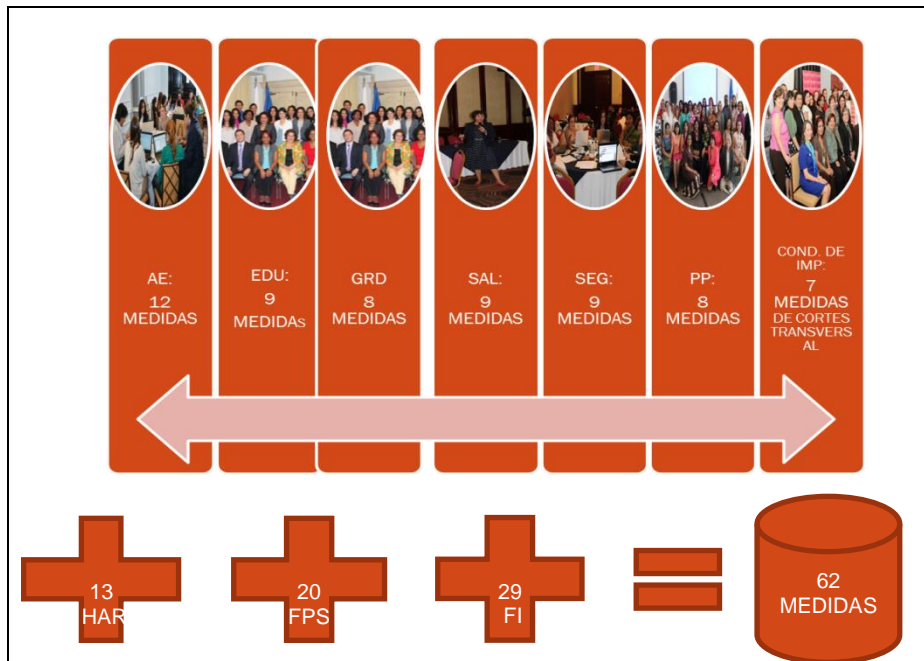 AE:
12
MEDIDAS
EDU:
9
MEDIDAs
GRD
8
MEDIDAS
SAL:
9
MEDIDAS
SEG:
9
MEDIDAS
PP:
8
MEDIDAS
COND. DE
IMP:
7
MEDIDAS
DE CORTES
TRANSVERS
AL
13
HAR
20
FPS
29
FI
62
MEDIDAS